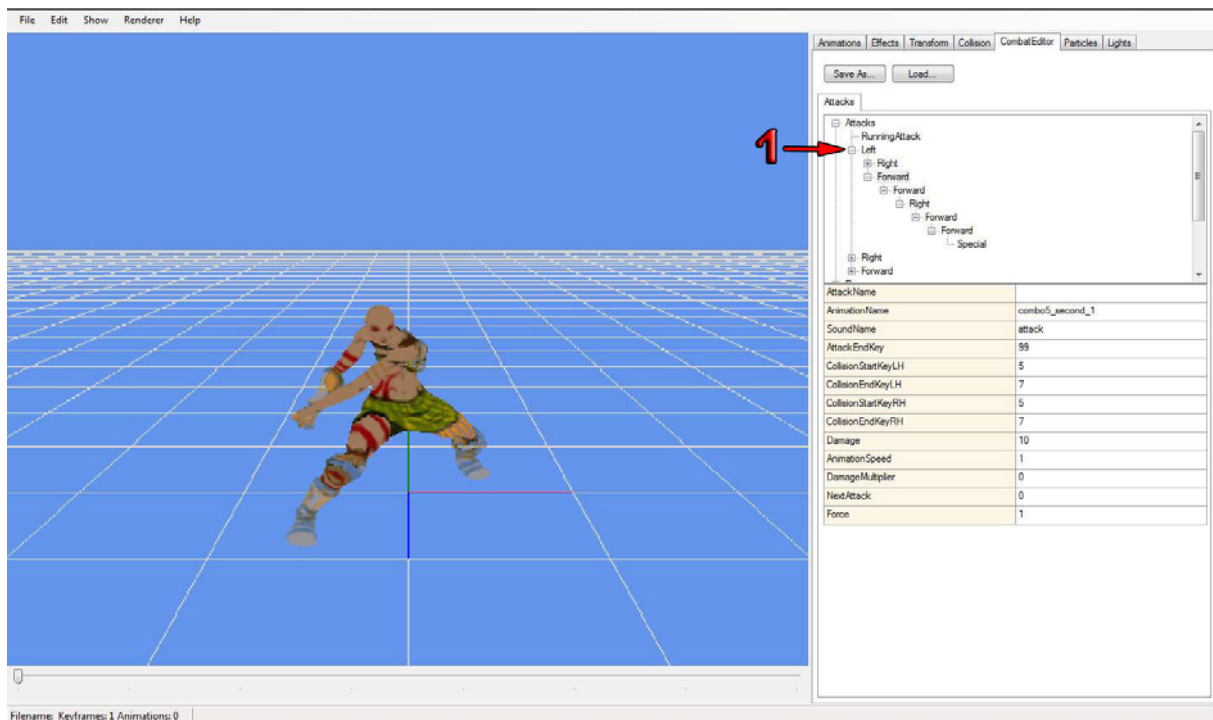 File Edit Show Renderer Help
Animations Effects Transform Collision CombatEditor Particles Lights
Save As... Load...
Attacks
Attacks
RunningAttack
1
Left
Right
Forward
Forward
Right
Forward
Forward
Special
Right
Forward
AttackName
AnimationName combo5_second_1
SoundName attack
AttackEndKey 99
CollisionStartKeyLH 5
CollisionEndKeyLH 7
CollisionStartKeyRH 5
CollisionEndKeyRH 7
Damage 10
AnimationSpeed 1
DamageMultiplier 0
NextAttack 0
Force 1
Filename: Keyframes: 1 Animations: 0